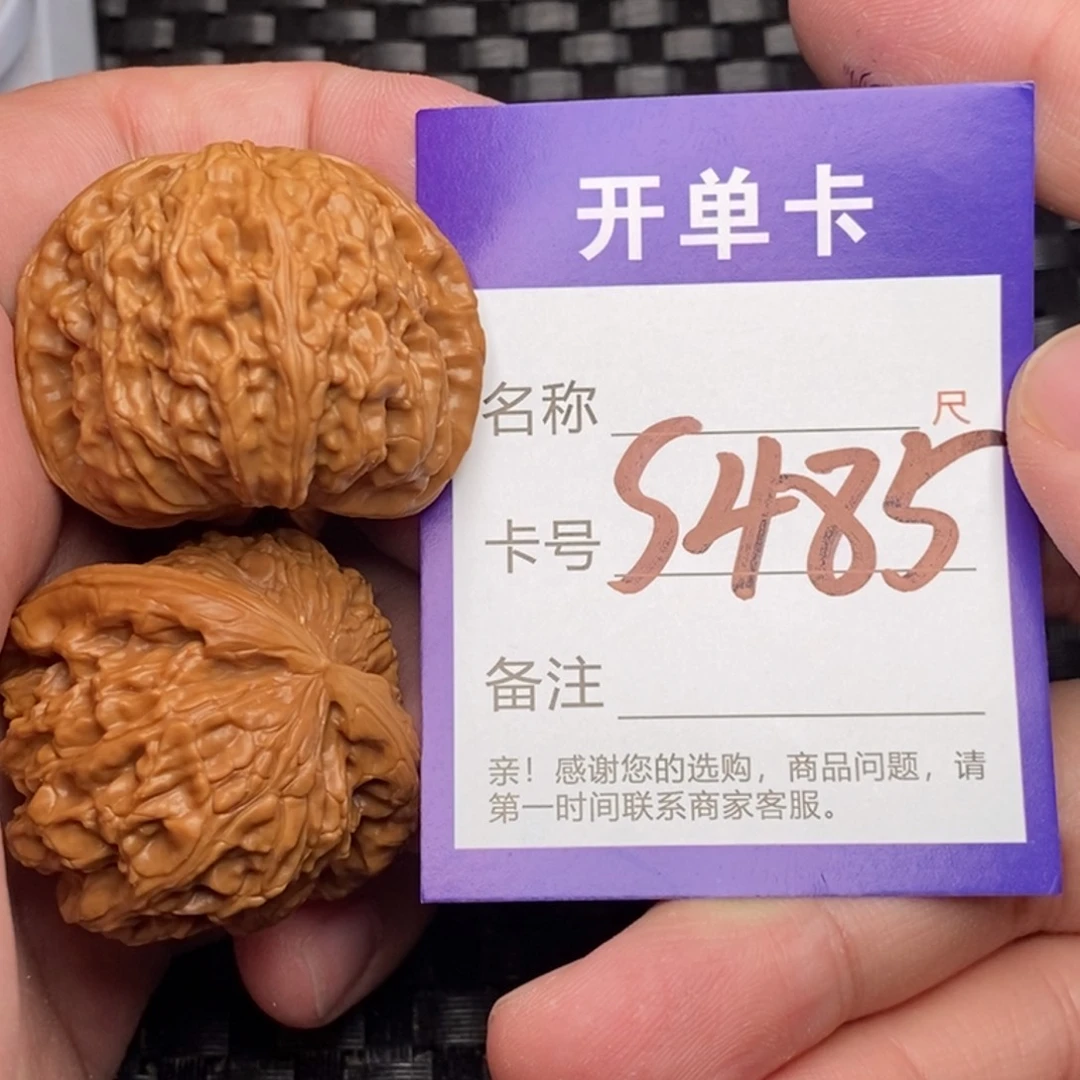 开单卡
名称 尺
卡号 S485
备注
亲！感谢您的选购，商品问题，请
第一时间联系商家客服。